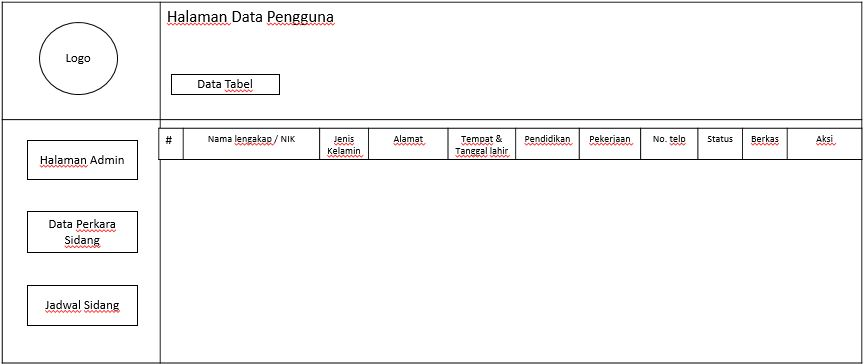 Halaman Data Pengguna
Logo
Data Tabel
# Nama lengakap / NIK Jenis Kelamin Alamat Tempat & Tanggal lahir Pendidikan Pekerjaan No. telp Status Berkas Aksi
Halaman Admin
Data Perkara
Sidang
Jadwal Sidang